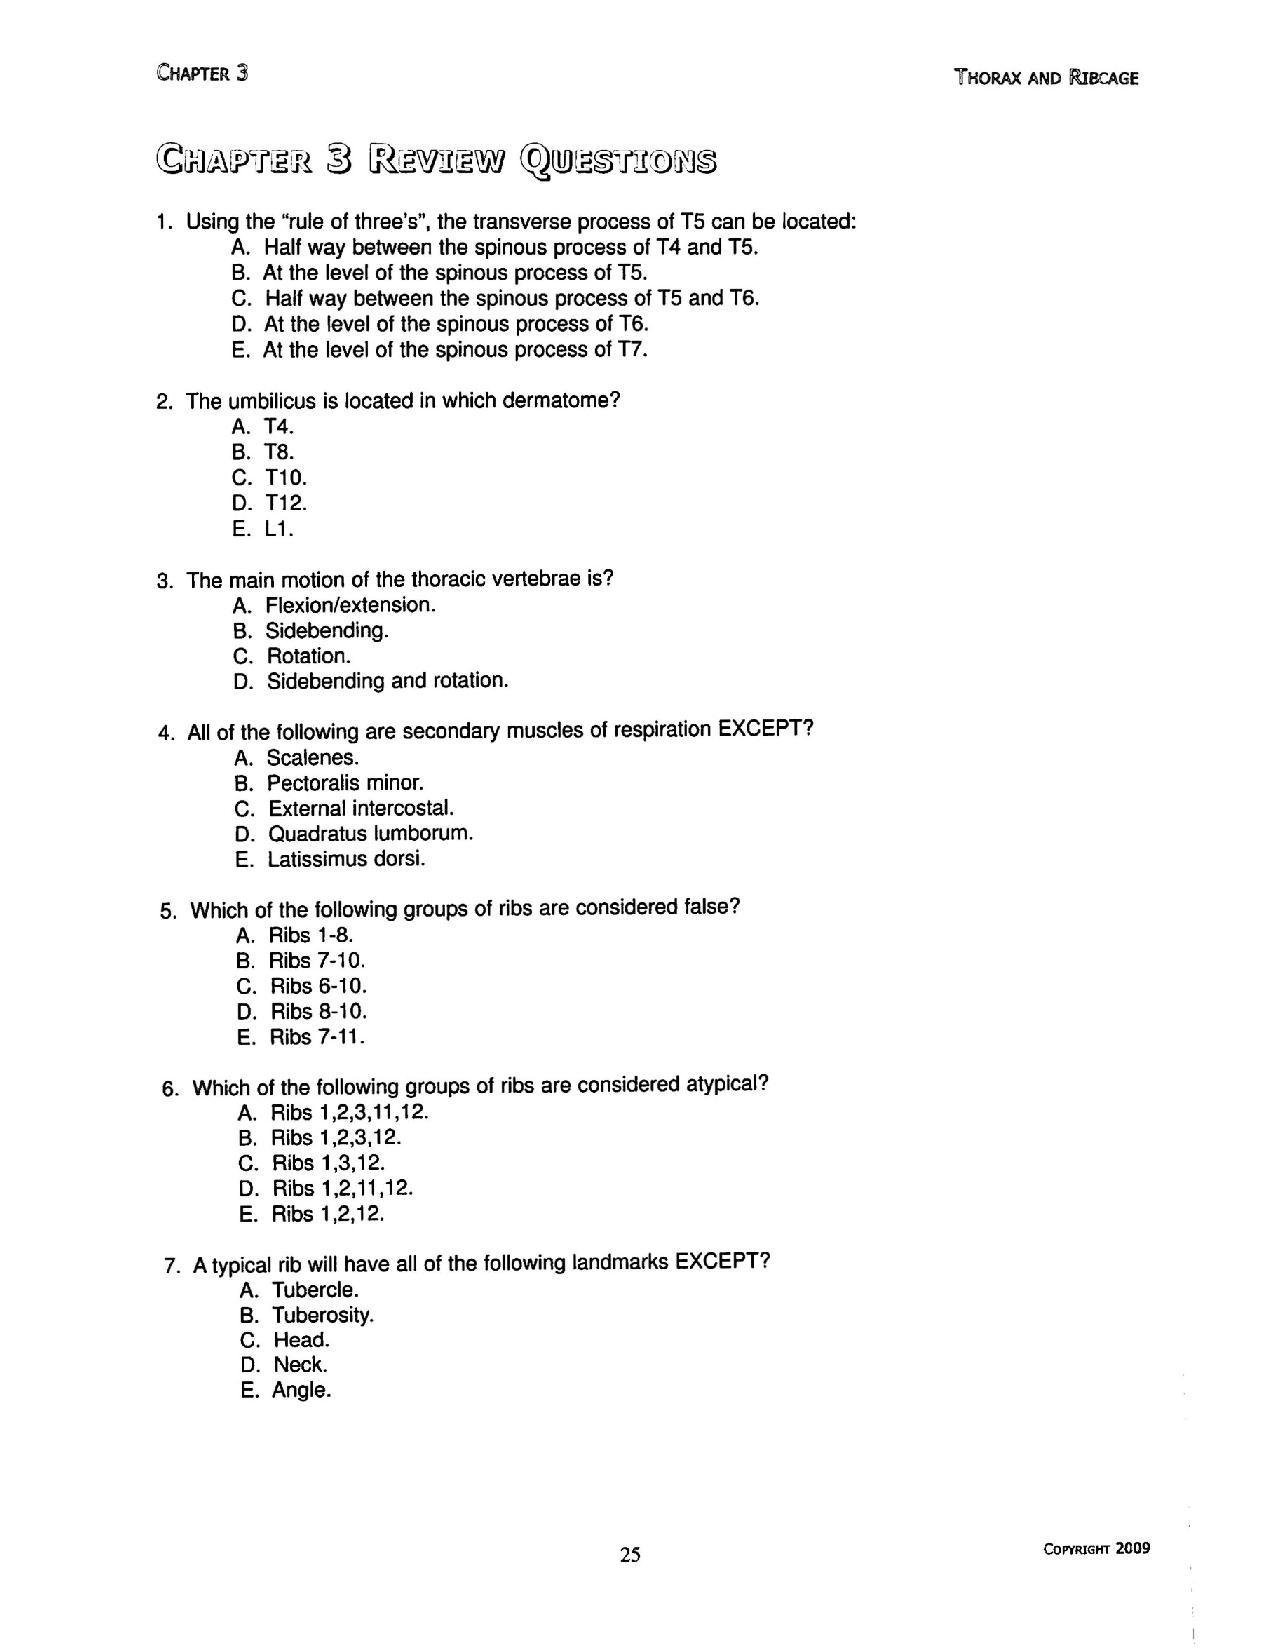 CHAPTER 3
THORAX AND RIBCAGE
CHAPTER 3 REVIEW QUESTIONS
1. Using the “rule of three's”, the transverse process of T5 can be located:
A. Half way between the spinous process of T4 and T5.
B. At the level of the spinous process of T5.
C. Half way between the spinous process of T5 and T6.
D. At the level of the spinous process of T6.
E. At the level of the spinous process of T7.
2. The umbilicus is located in which dermatome?
A. T4.
B. T8.
C. T10.
D. T12.
E. L1.
3. The main motion of the thoracic vertebrae is?
A. Flexion/extension.
B. Sidebending.
C. Rotation.
D. Sidebending and rotation.
4. All of the following are secondary muscles of respiration EXCEPT?
A. Scalenes.
B. Pectoralis minor.
C. External intercostal.
D. Quadratus lumborum.
E. Latissimus dorsi.
5. Which of the following groups of ribs are considered false?
A. Ribs 1-8.
B. Ribs 7-10.
C. Ribs 6-10.
D. Ribs 8-10.
E. Ribs 7-11.
6. Which of the following groups of ribs are considered atypical?
A. Ribs 1,2,3,11,12.
B. Ribs 1,2,3,12.
C. Ribs 1,3,12.
D. Ribs 1,2,11,12.
E. Ribs 1,2,12.
7. A typical rib will have all of the following landmarks EXCEPT?
A. Tubercle.
B. Tuberosity.
C. Head.
D. Neck.
E. Angle.
25
COPYRIGHT 2009